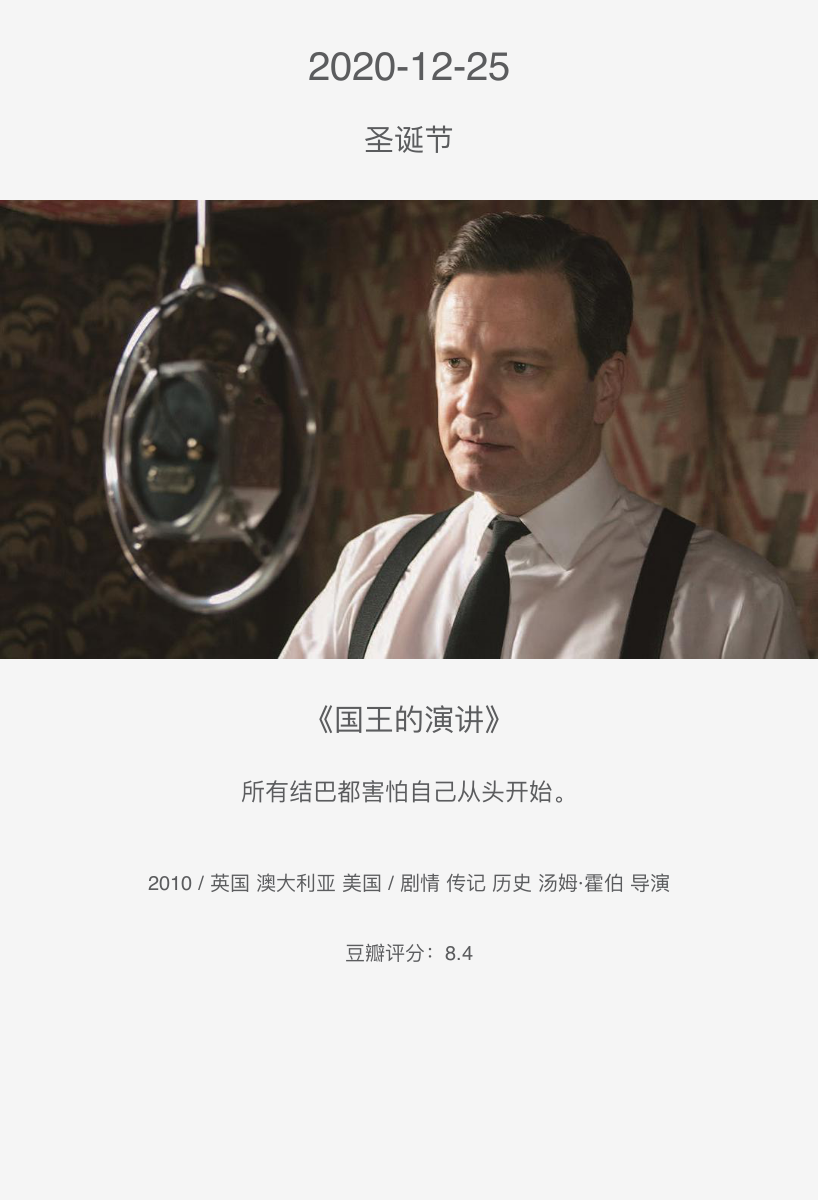 2020-12-25
圣诞节
《国王的演讲》
所有结巴都害怕自己从头开始。
2010 / 英国 澳大利亚 美国 / 剧情 传记 历史 汤姆·霍伯 导演
豆瓣评分：8.4